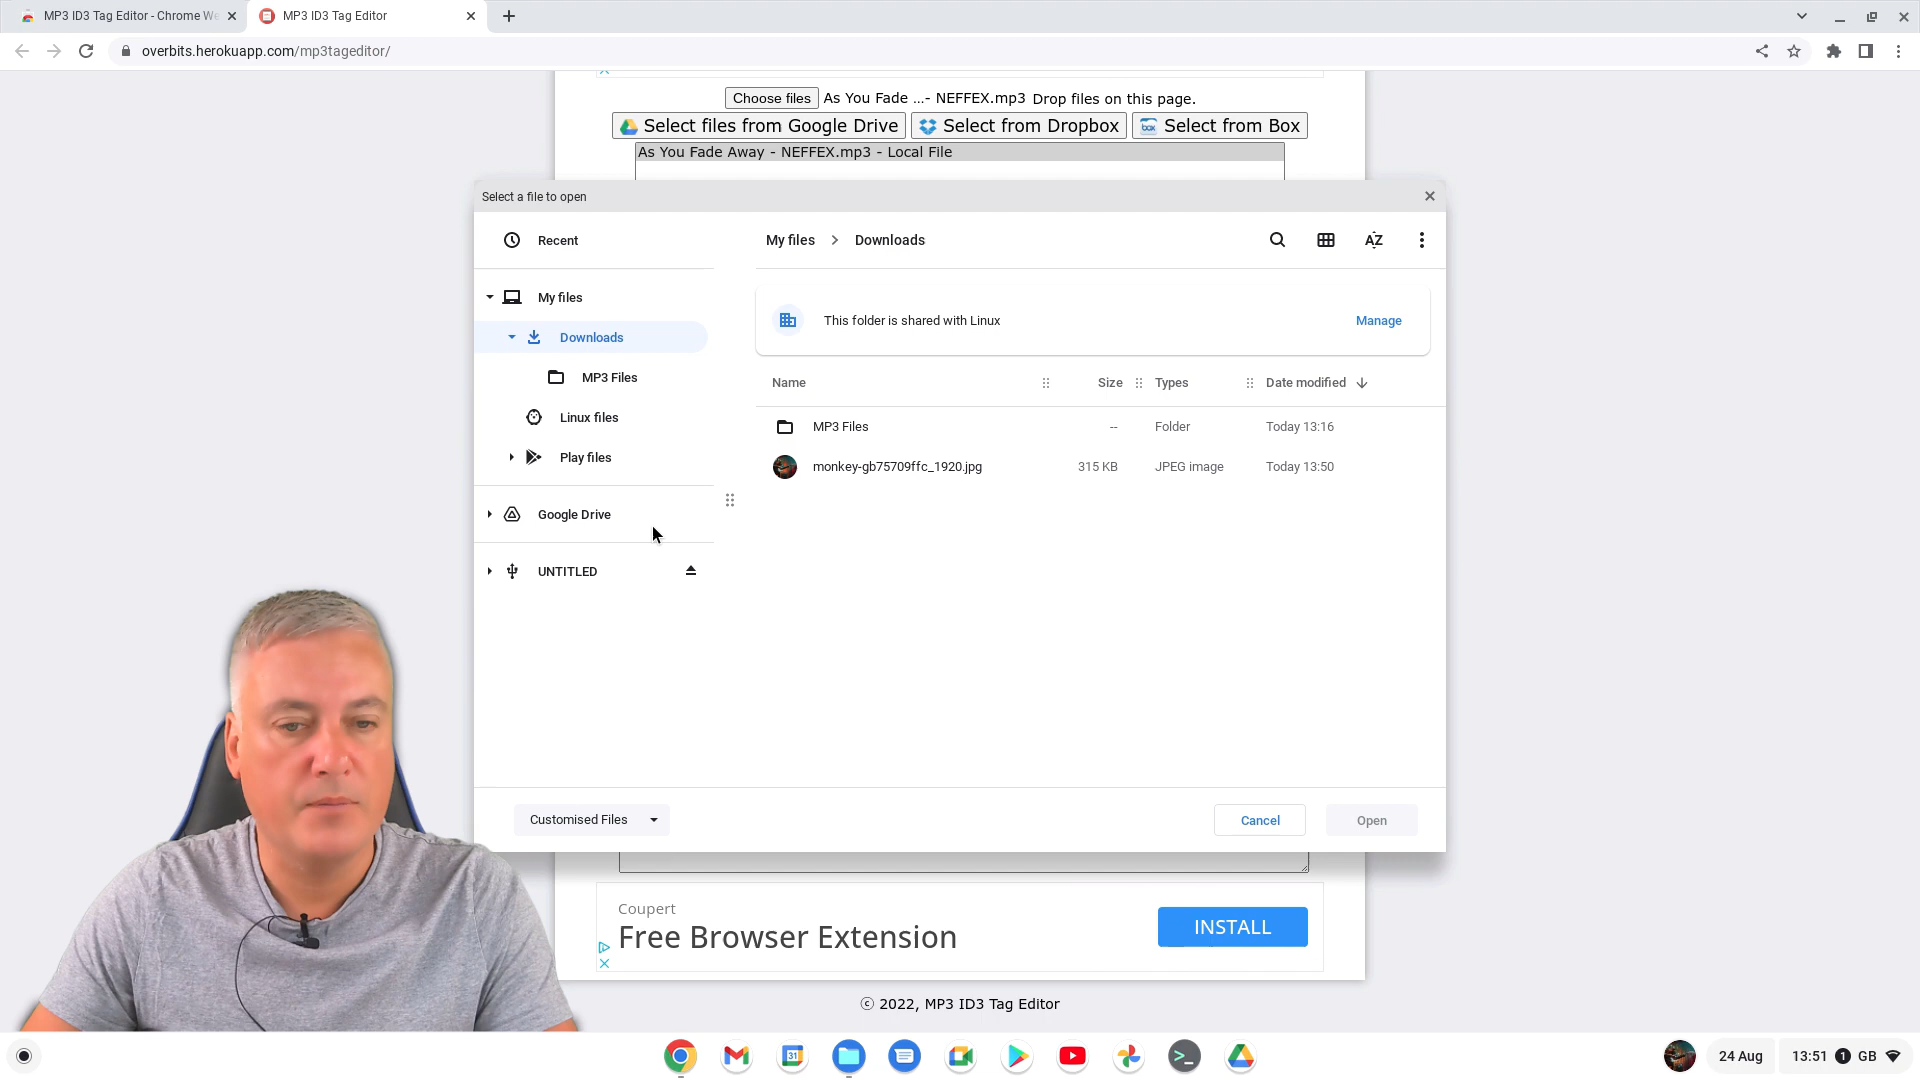 MP3 ID3 Tag Editor - Chrome We
MP3 ID3 Tag Editor
overbits.herokuapp.com/mp3tageditor/
Choose files As You Fade ...- NEFFEX.mp3 Drop files on this page.
Select files from Google Drive Select from Dropbox Select from Box
As You Fade Away - NEFFEX.mp3 - Local File
Select a file to open
Recent
My files
Downloads
MP3 Files
Linux files
Play files
Google Drive
UNTITLED
My files > Downloads
AZ
This folder is shared with Linux Manage
Name Size Types Date modified
MP3 Files -- Folder Today 13:16
monkey-gb75709ffc_1920.jpg 315 KB JPEG image Today 13:50
Customised Files
Cancel Open
Coupert
Free Browser Extension
INSTALL
© 2022, MP3 ID3 Tag Editor
31
24 Aug 13:51 1 GB